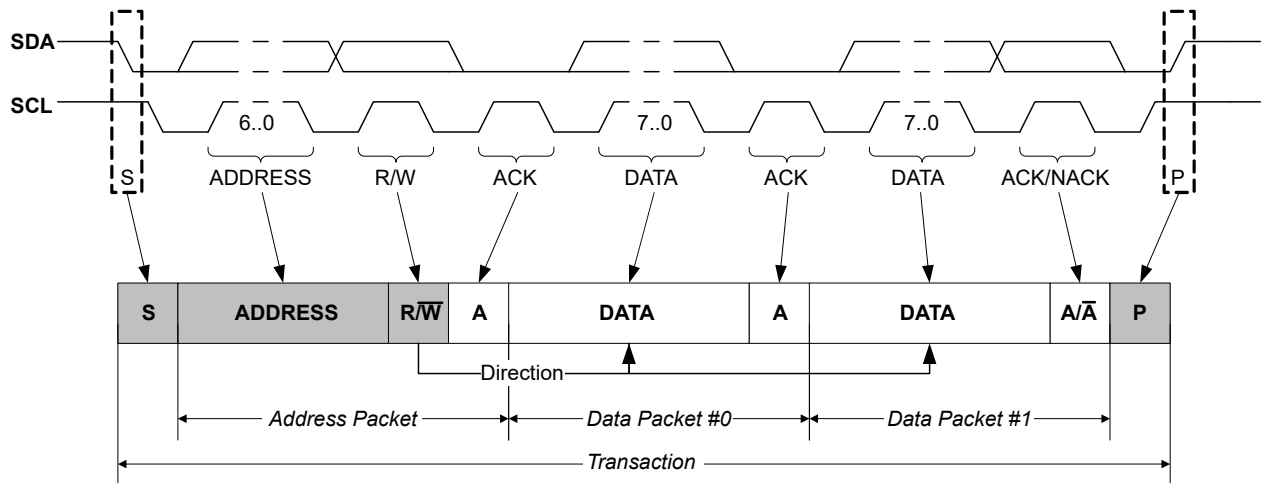 SDA
SCL
6..0
7..0
7..0
S ADDRESS R/W ACK DATA ACK DATA ACK/NACK P
S ADDRESS R/W̅ A DATA A DATA A/A̅ P
Direction
Address Packet Data Packet #0 Data Packet #1
Transaction